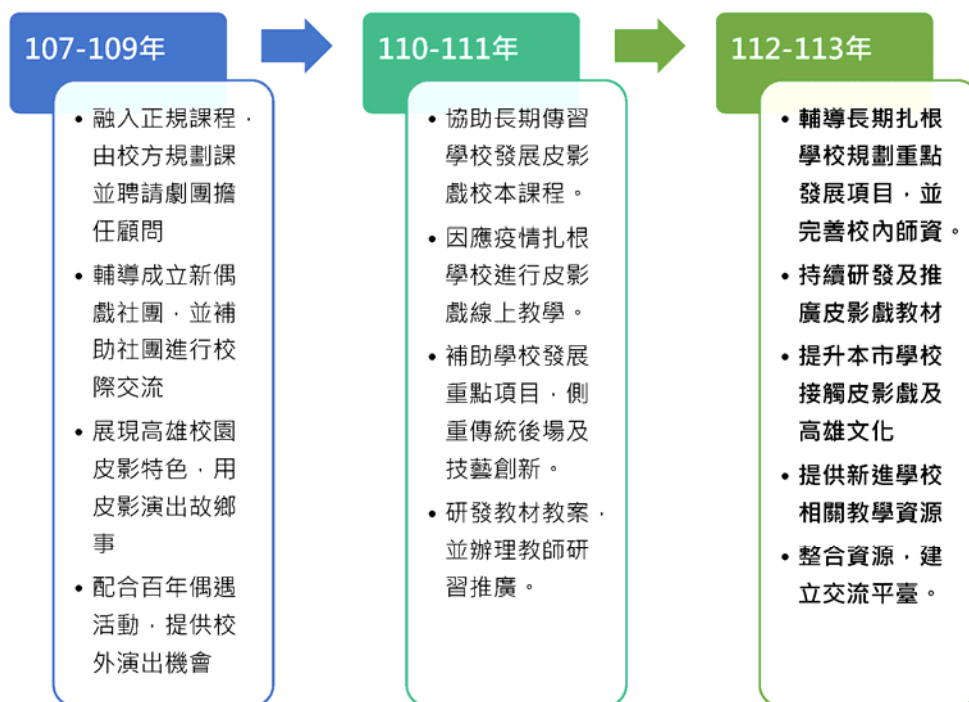 107-109年
• 融入正規課程，
由校方規劃課
並聘請劇團擔
任顧問
• 輔導成立新偶
戲社團，並補
助社團進行校
際交流
• 展現高雄校園
皮影特色，用
皮影演出故鄉
事
• 配合百年偶遇
活動，提供校
外演出機會
110-111年
• 協助長期傳習
學校發展皮影
戲校本課程。
• 因應疫情扎根
學校進行皮影
戲線上教學。
• 補助學校發展
重點項目，側
重傳統後場及
技藝創新。
• 研發教材教案，
並辦理教師研
習推廣。
112-113年
• 輔導長期扎根
學校規劃重點
發展項目，並
完善校內師資。
• 持續研發及推
廣皮影戲教材
• 提升本市學校
接觸皮影戲及
高雄文化
• 提供新進學校
相關教學資源
• 整合資源，建
立交流平臺。